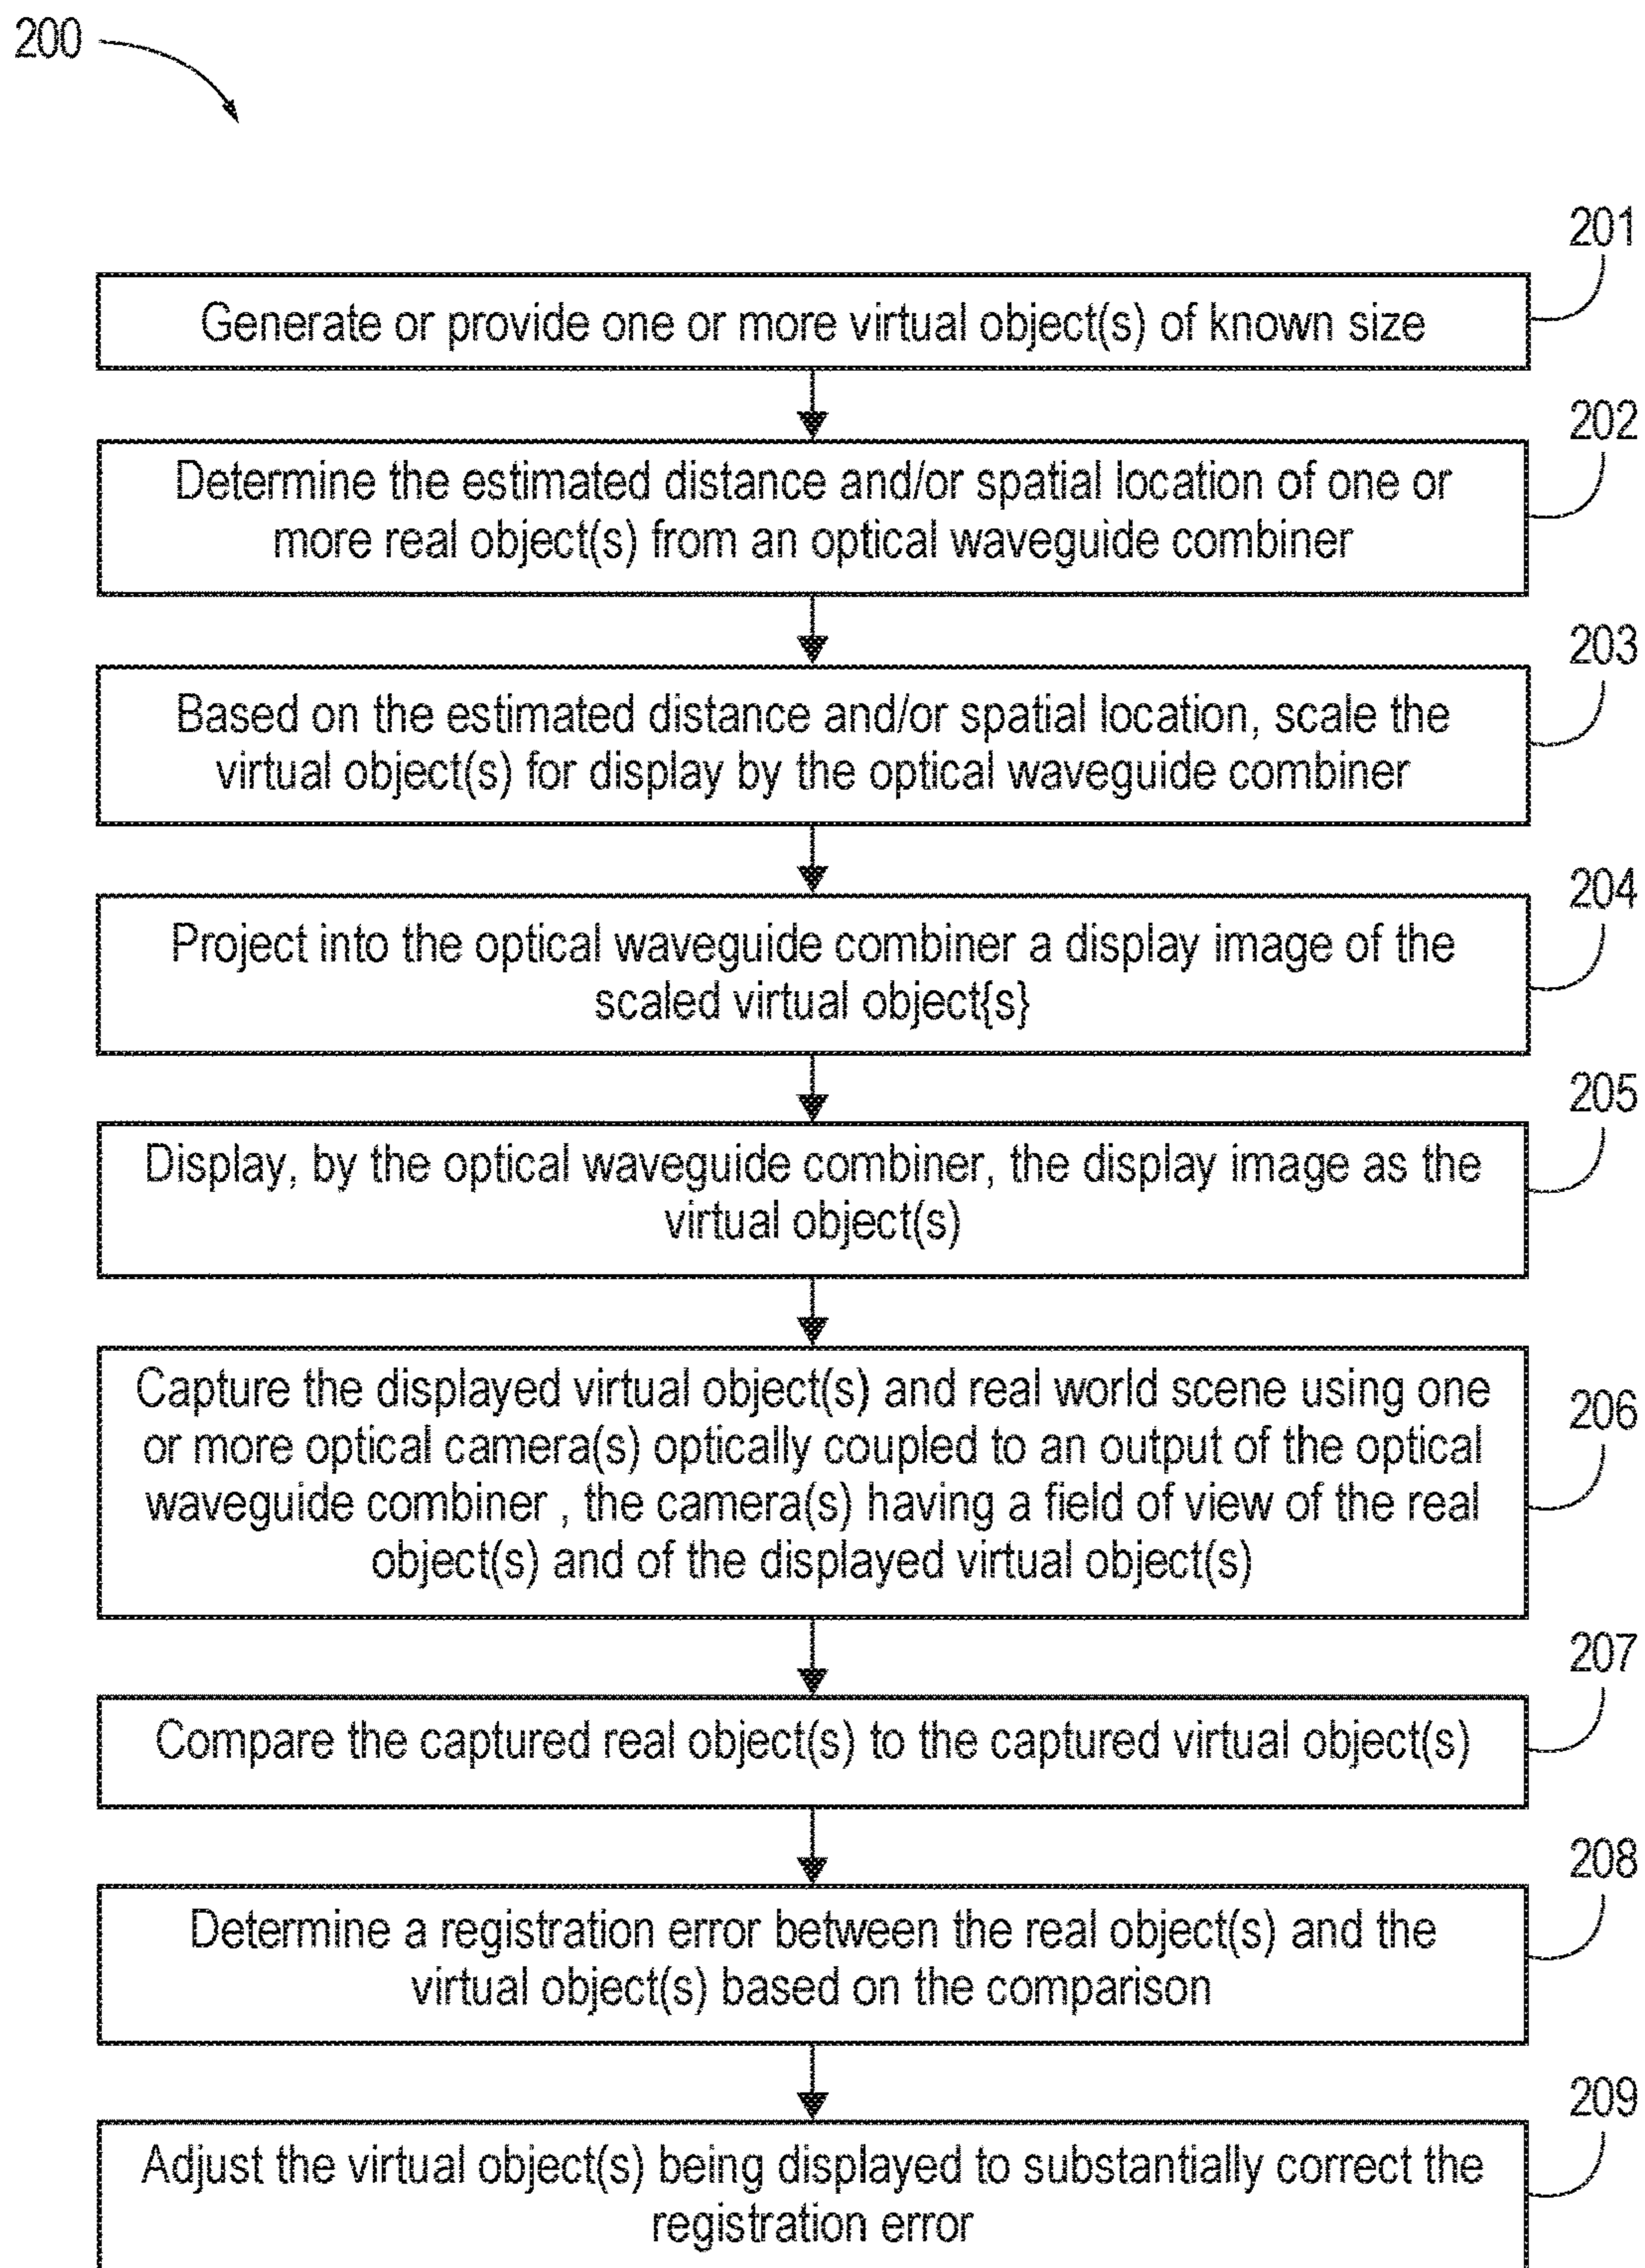 200
201
Generate or provide one or more virtual object(s) of known size
202
Determine the estimated distance and/or spatial location of one or
more real object(s) from an optical waveguide combiner
203
Based on the estimated distance and/or spatial location, scale the
virtual object(s) for display by the optical waveguide combiner
204
Project into the optical waveguide combiner a display image of the
scaled virtual object{s}
205
Display, by the optical waveguide combiner, the display image as the
virtual object(s)
206
Capture the displayed virtual object(s) and real world scene using one
or more optical camera(s) optically coupled to an output of the optical
waveguide combiner , the camera(s) having a field of view of the real
object(s) and of the displayed virtual object(s)
207
Compare the captured real object(s) to the captured virtual object(s)
208
Determine a registration error between the real object(s) and the
virtual object(s) based on the comparison
209
Adjust the virtual object(s) being displayed to substantially correct the
registration error